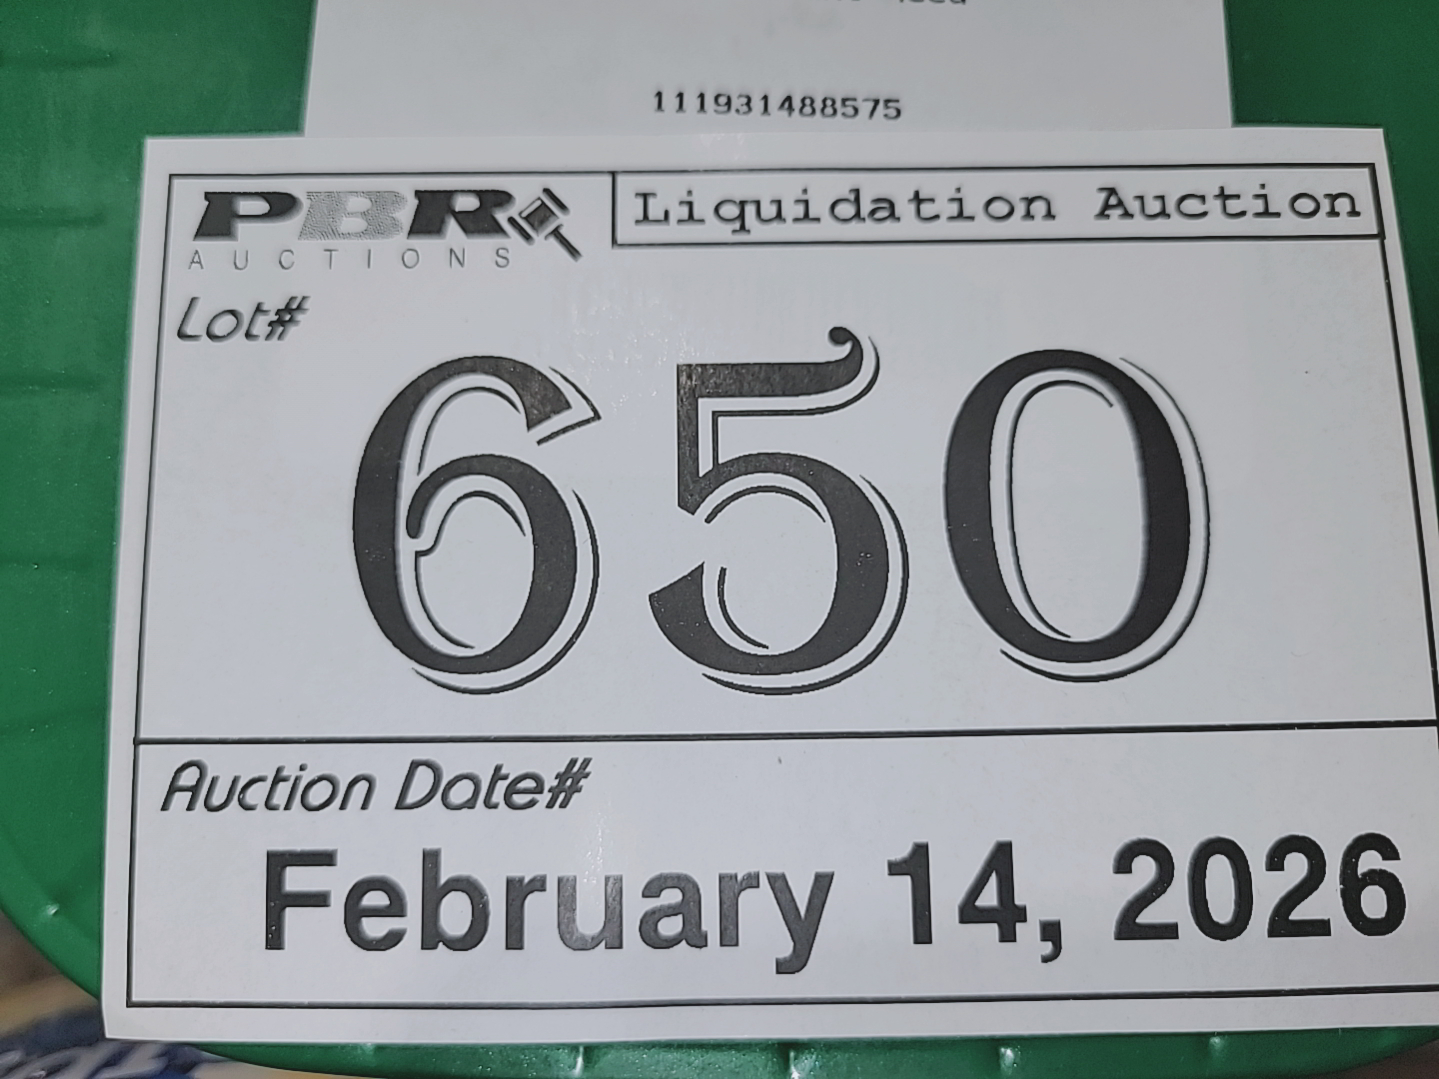 111931488575
PBR
AUCTIONS
Liquidation Auction
Lot#
650
Auction Date#
February 14, 2026